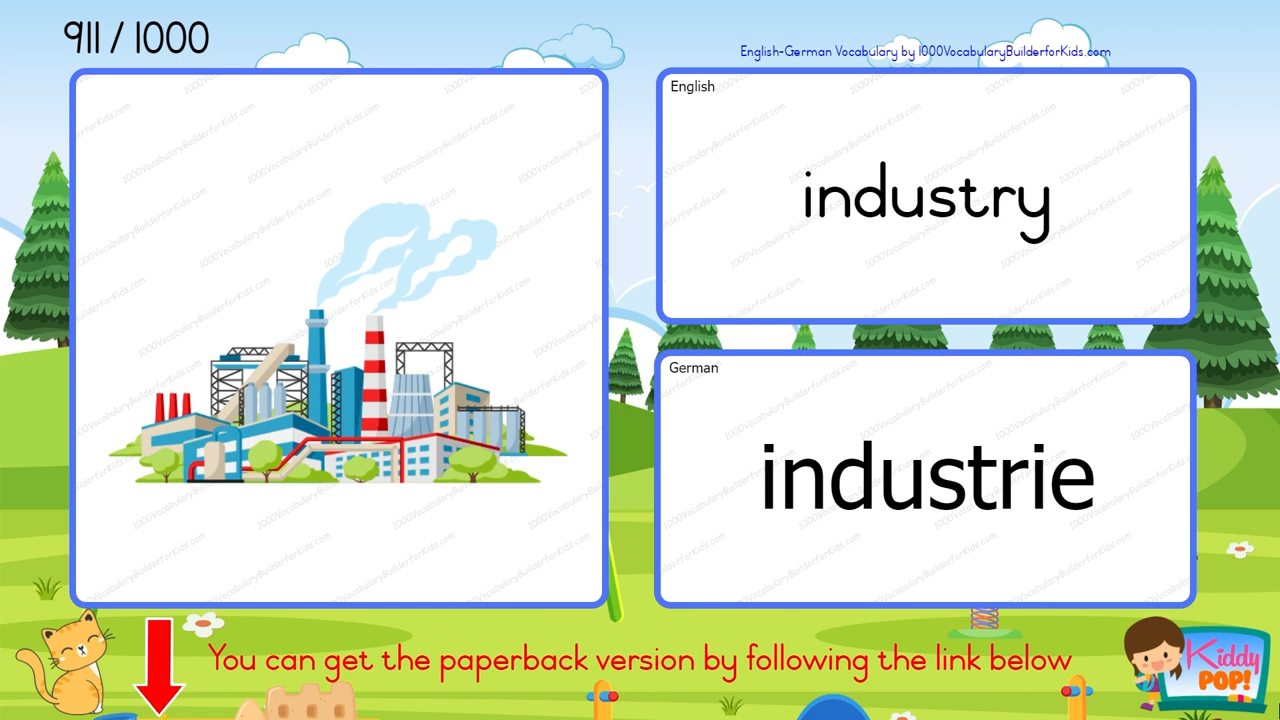 911 / 1000
English-German Vocabulary by 1000VocabularyBuilderforKids.com
English
industry
German
industrie
You can get the paperback version by following the link below
Kiddy
POP!